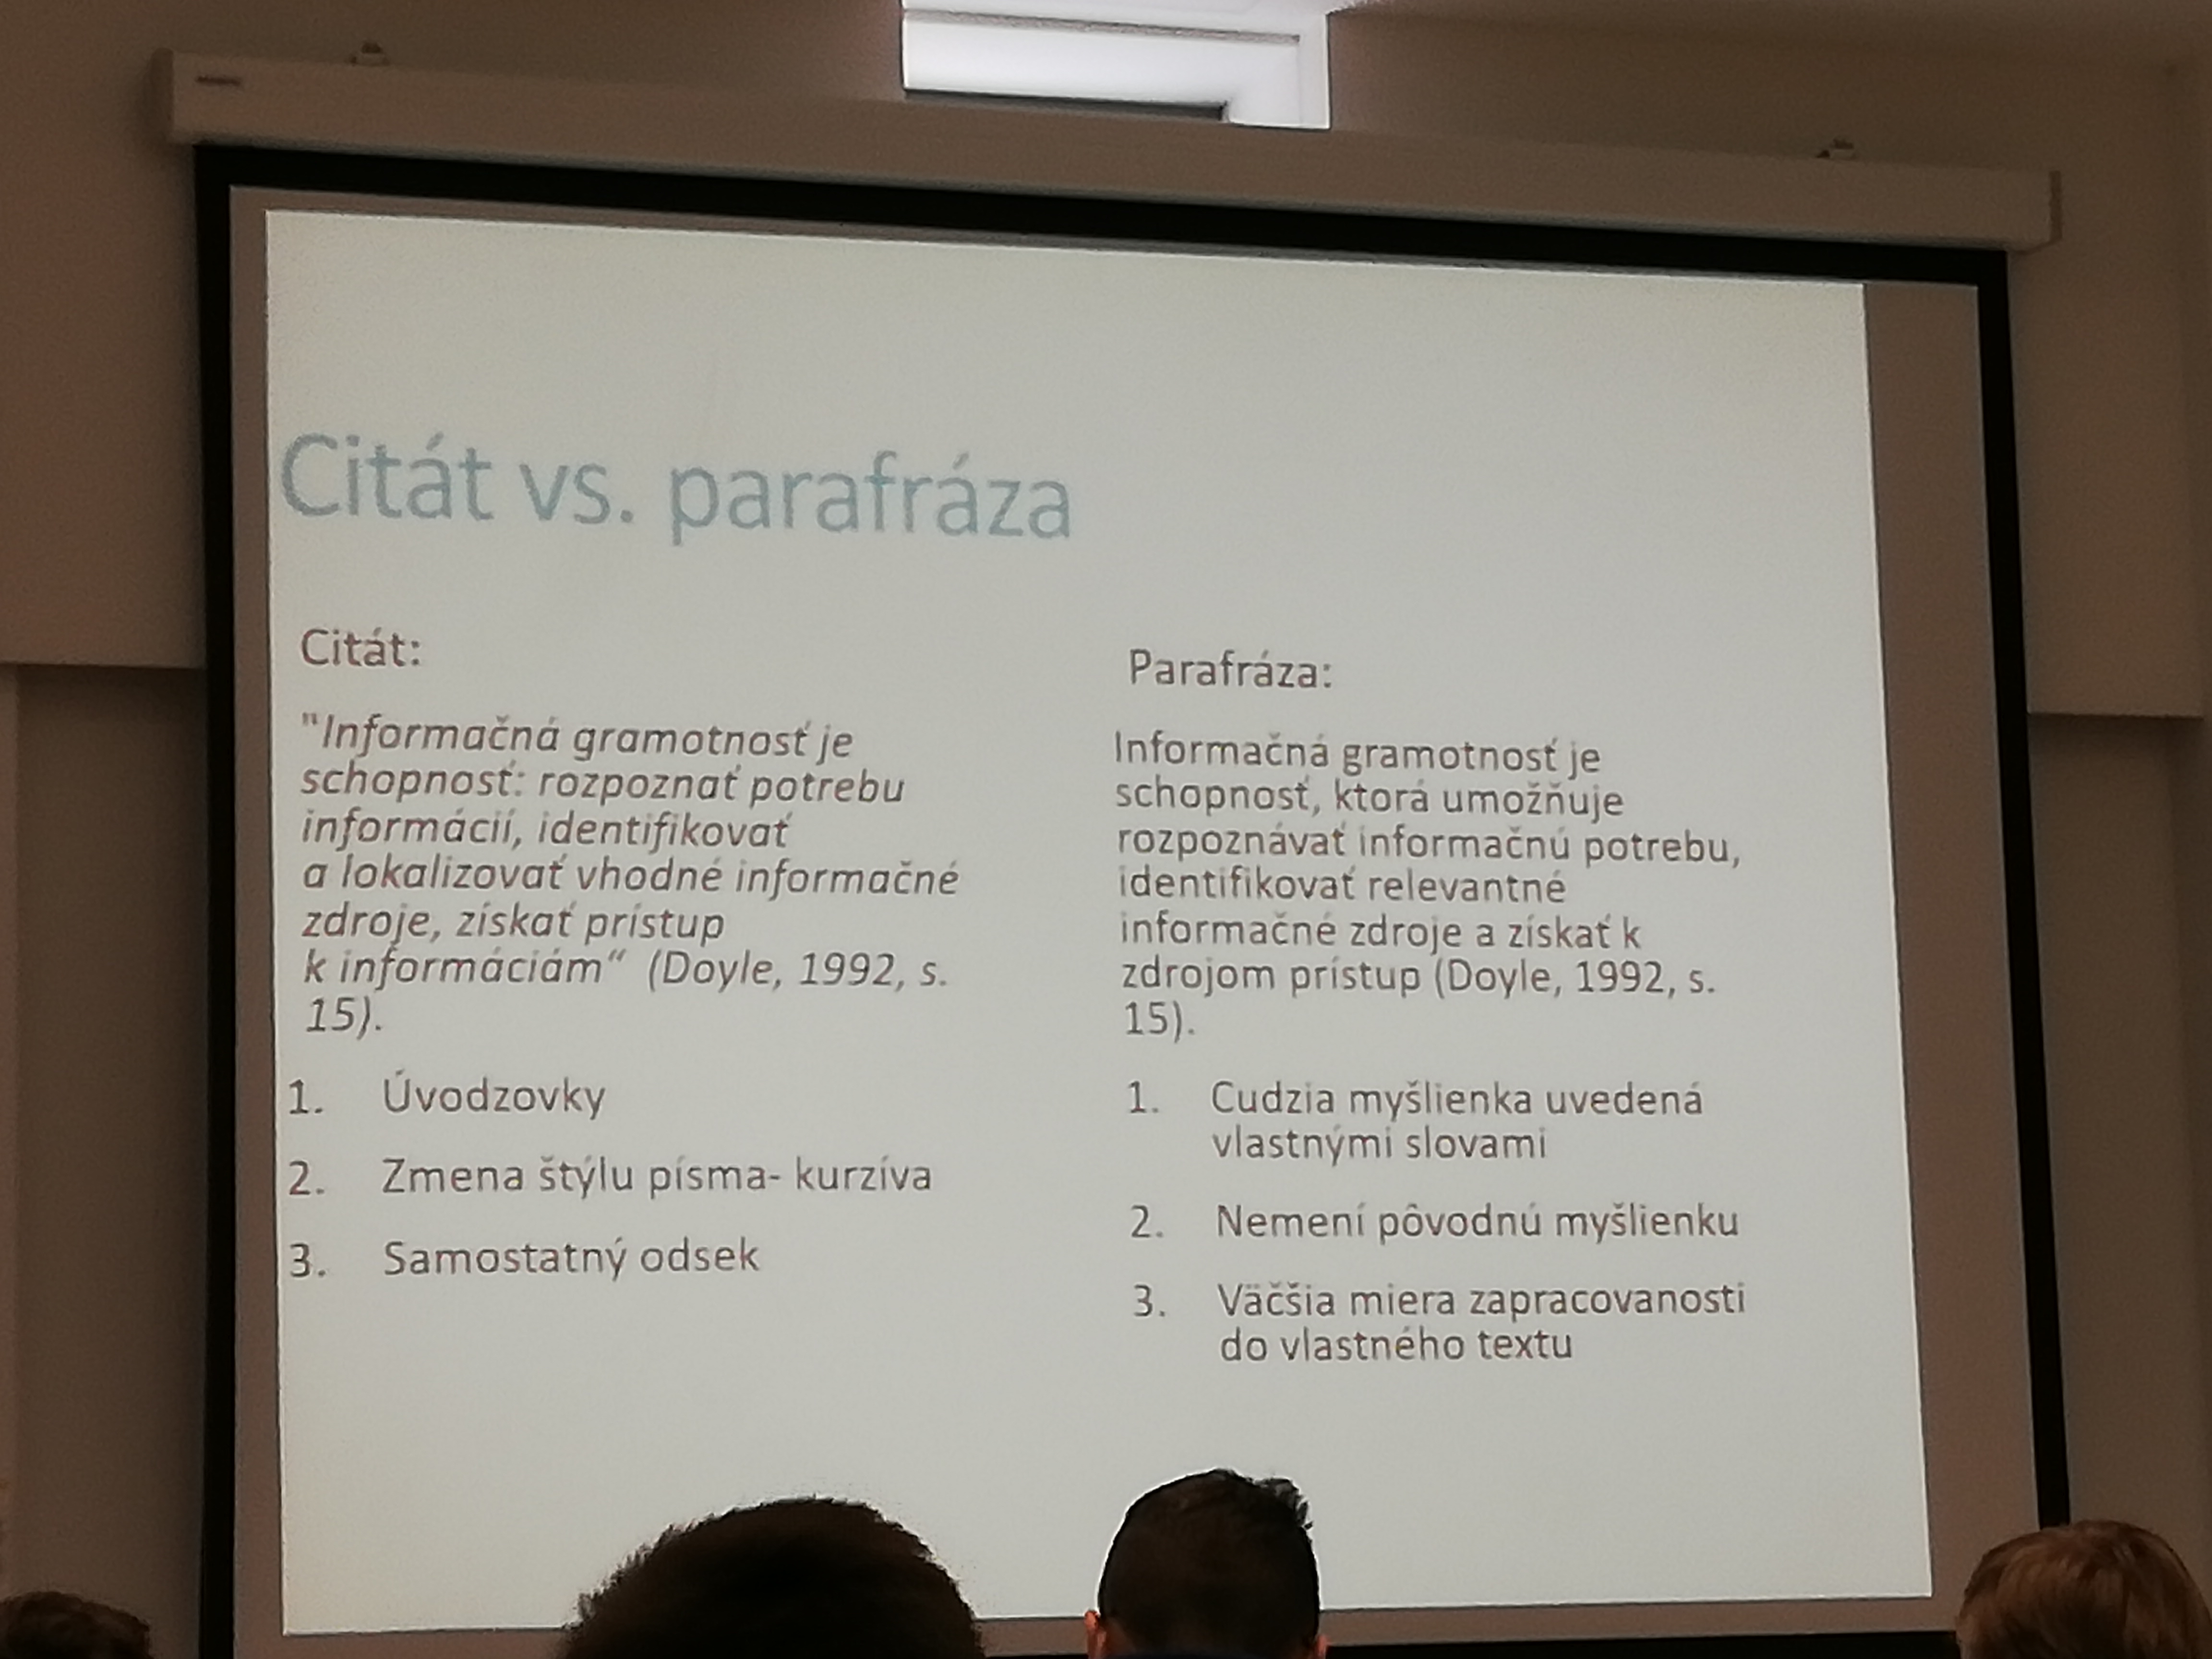 Citát vs. parafráza
Citát:
"Informačná gramotnosť je
schopnosť: rozpoznať potrebu
informácií, identifikovať
a lokalizovať vhodné informačné
zdroje, získať prístup
k informáciám“ (Doyle, 1992, s.
15).
1. Úvodzovky
2. Zmena štýlu písma- kurzíva
3. Samostatný odsek
Parafráza:
Informačná gramotnosť je
schopnosť, ktorá umožňuje
rozpoznávať informačnú potrebu,
identifikovať relevantné
informačné zdroje a získať k
zdrojom prístup (Doyle, 1992, s.
15).
1. Cudzia myšlienka uvedená
vlastnými slovami
2. Nemení pôvodnú myšlienku
3. Väčšia miera zapracovanosti
do vlastného textu